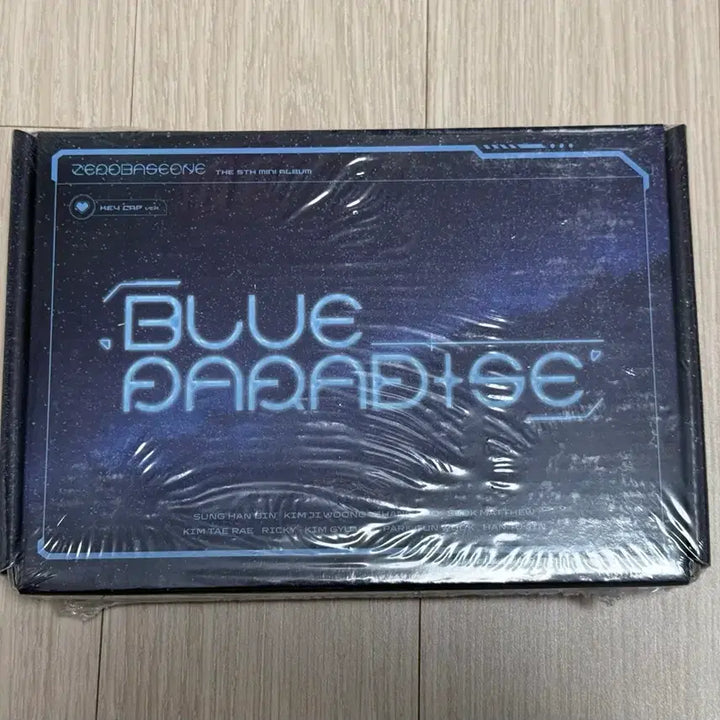 ZEROBASEONE THE 5TH MINI ALBUM
KEY CAP ver.
BLUE
PARADISE
SUNG HAN BIN KIM JI WOONG MATTHEW
KIM TAE RAE RICKY KIM